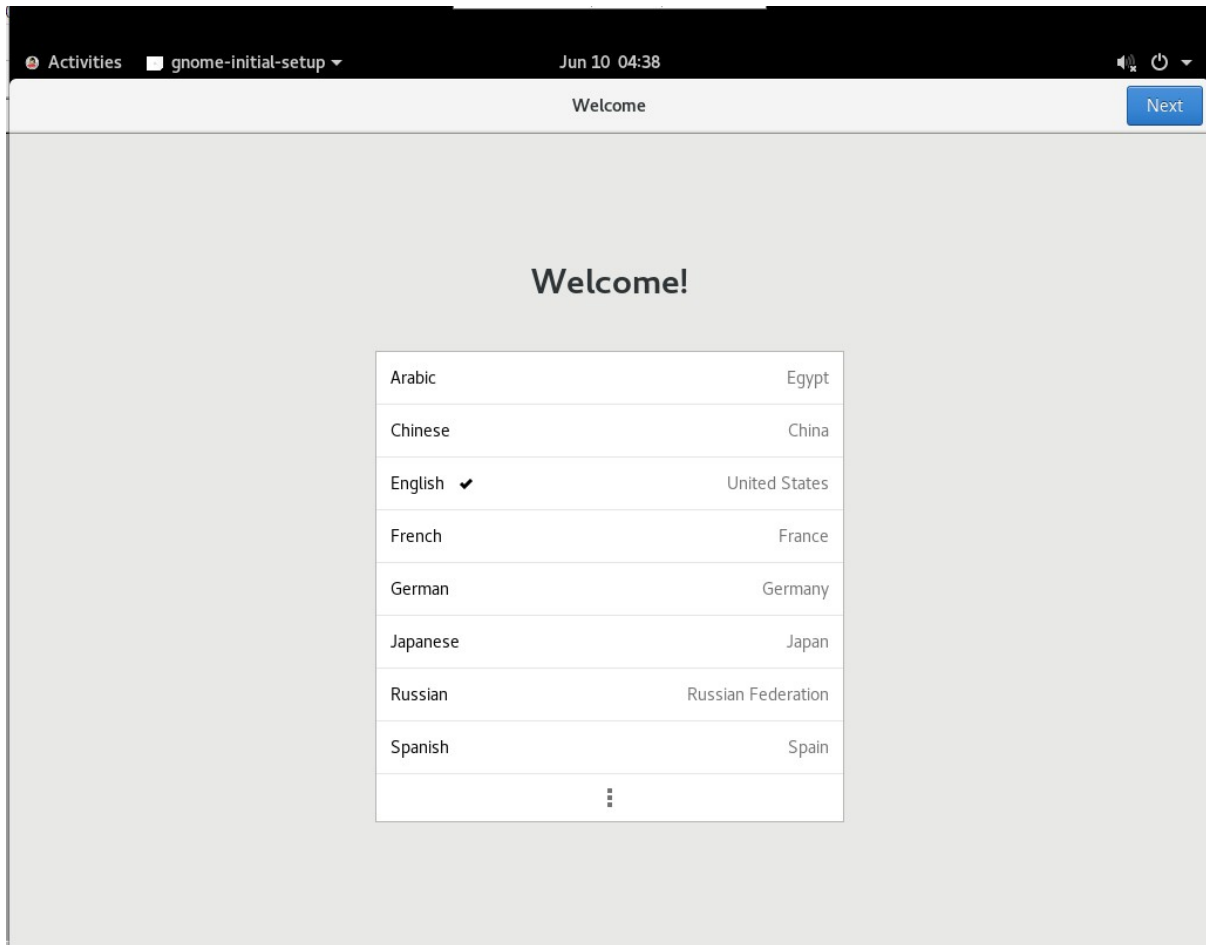 Activities gnome-initial-setup Jun 10 04:38
Welcome Next
Welcome!
Arabic Egypt
Chinese China
English United States
French France
German Germany
Japanese Japan
Russian Russian Federation
Spanish Spain